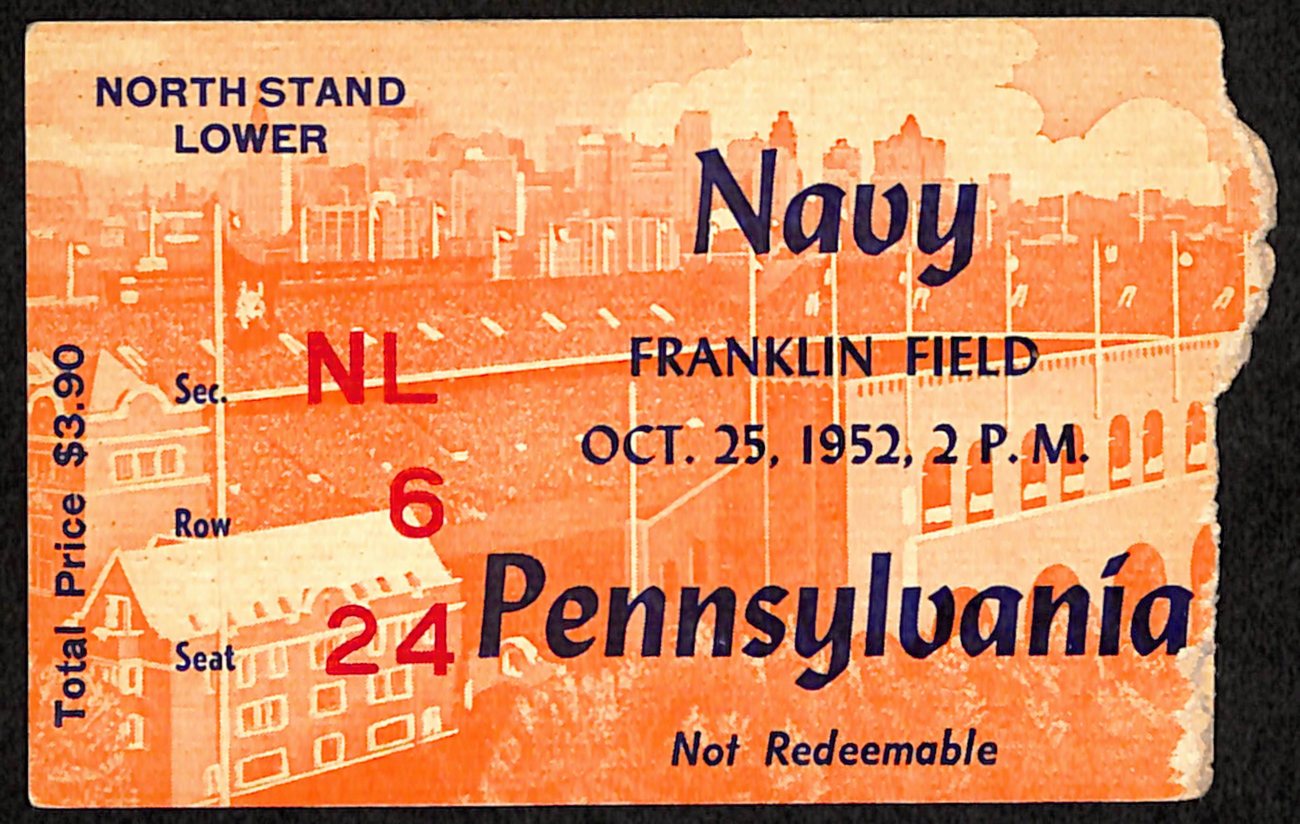 NORTH STAND
LOWER
Navy
FRANKLIN FIELD
OCT. 25, 1952, 2 P.M.
Pennsylvania
Not Redeemable
Sec. NL
Row 6
Seat 24
Total Price $3.90